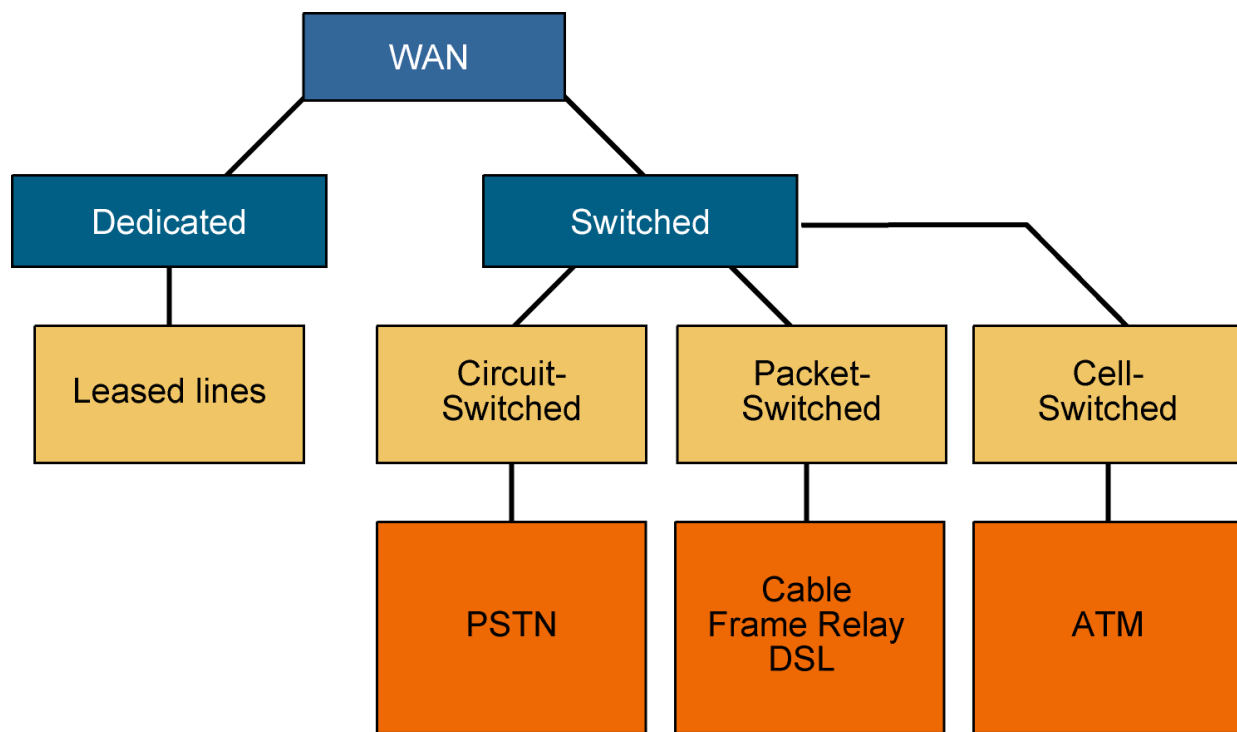 WAN
Dedicated
Switched
Leased lines
Circuit-
Switched
Packet-
Switched
Cell-
Switched
PSTN
Cable
Frame Relay
DSL
ATM